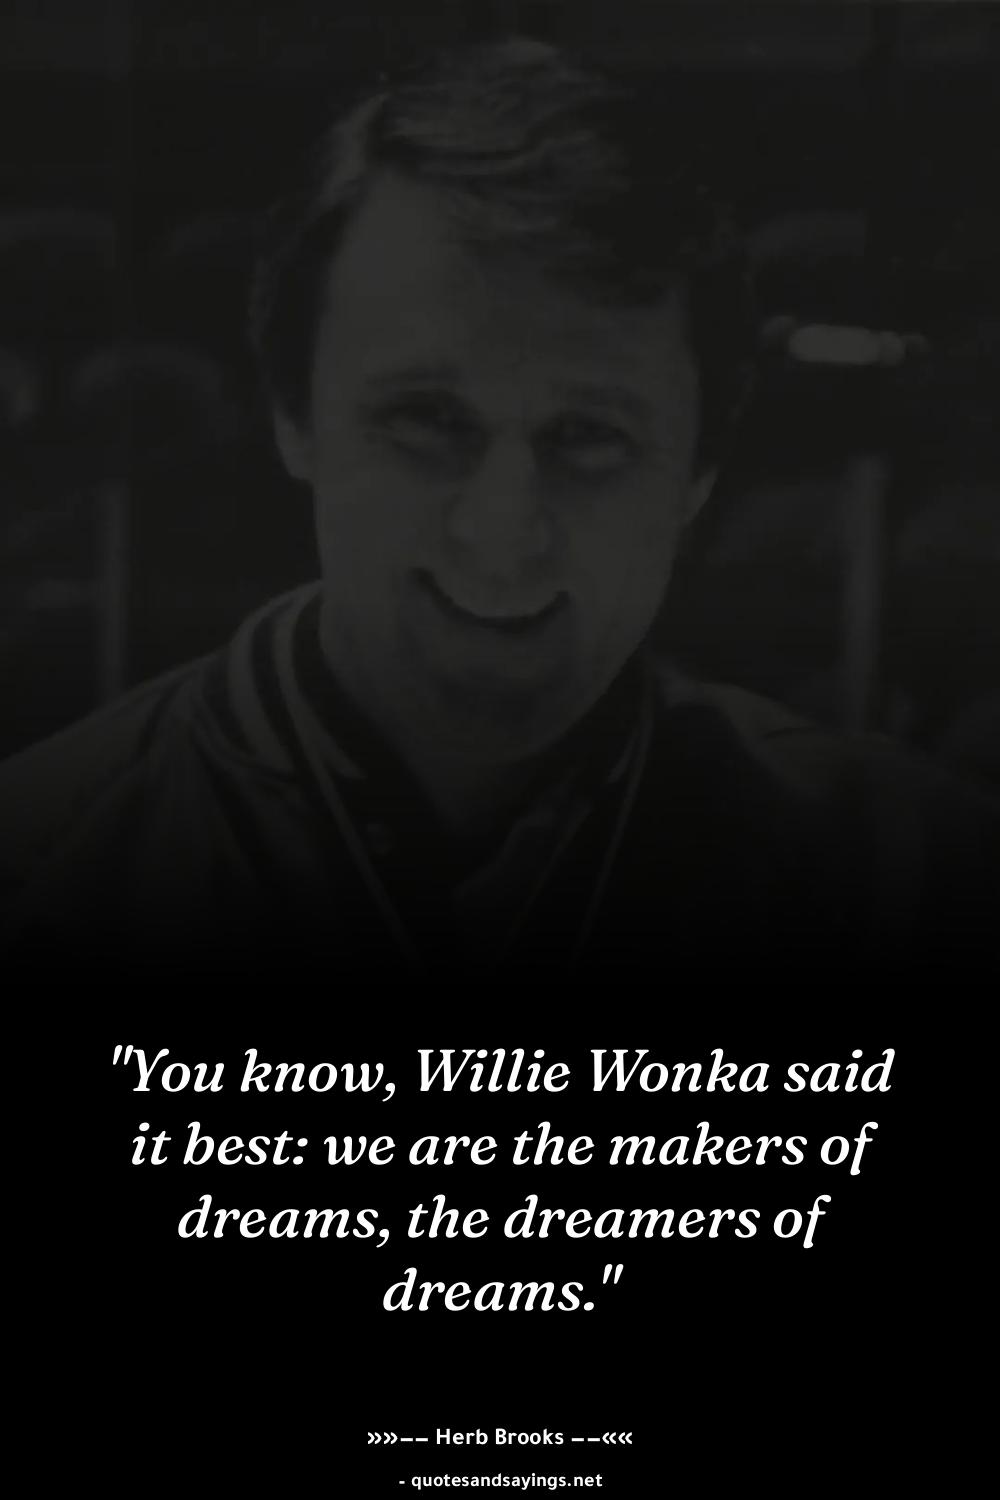 "You know, Willie Wonka said
it best: we are the makers of
dreams, the dreamers of
dreams."
»»–– Herb Brooks ––««
- quotesandsayings.net